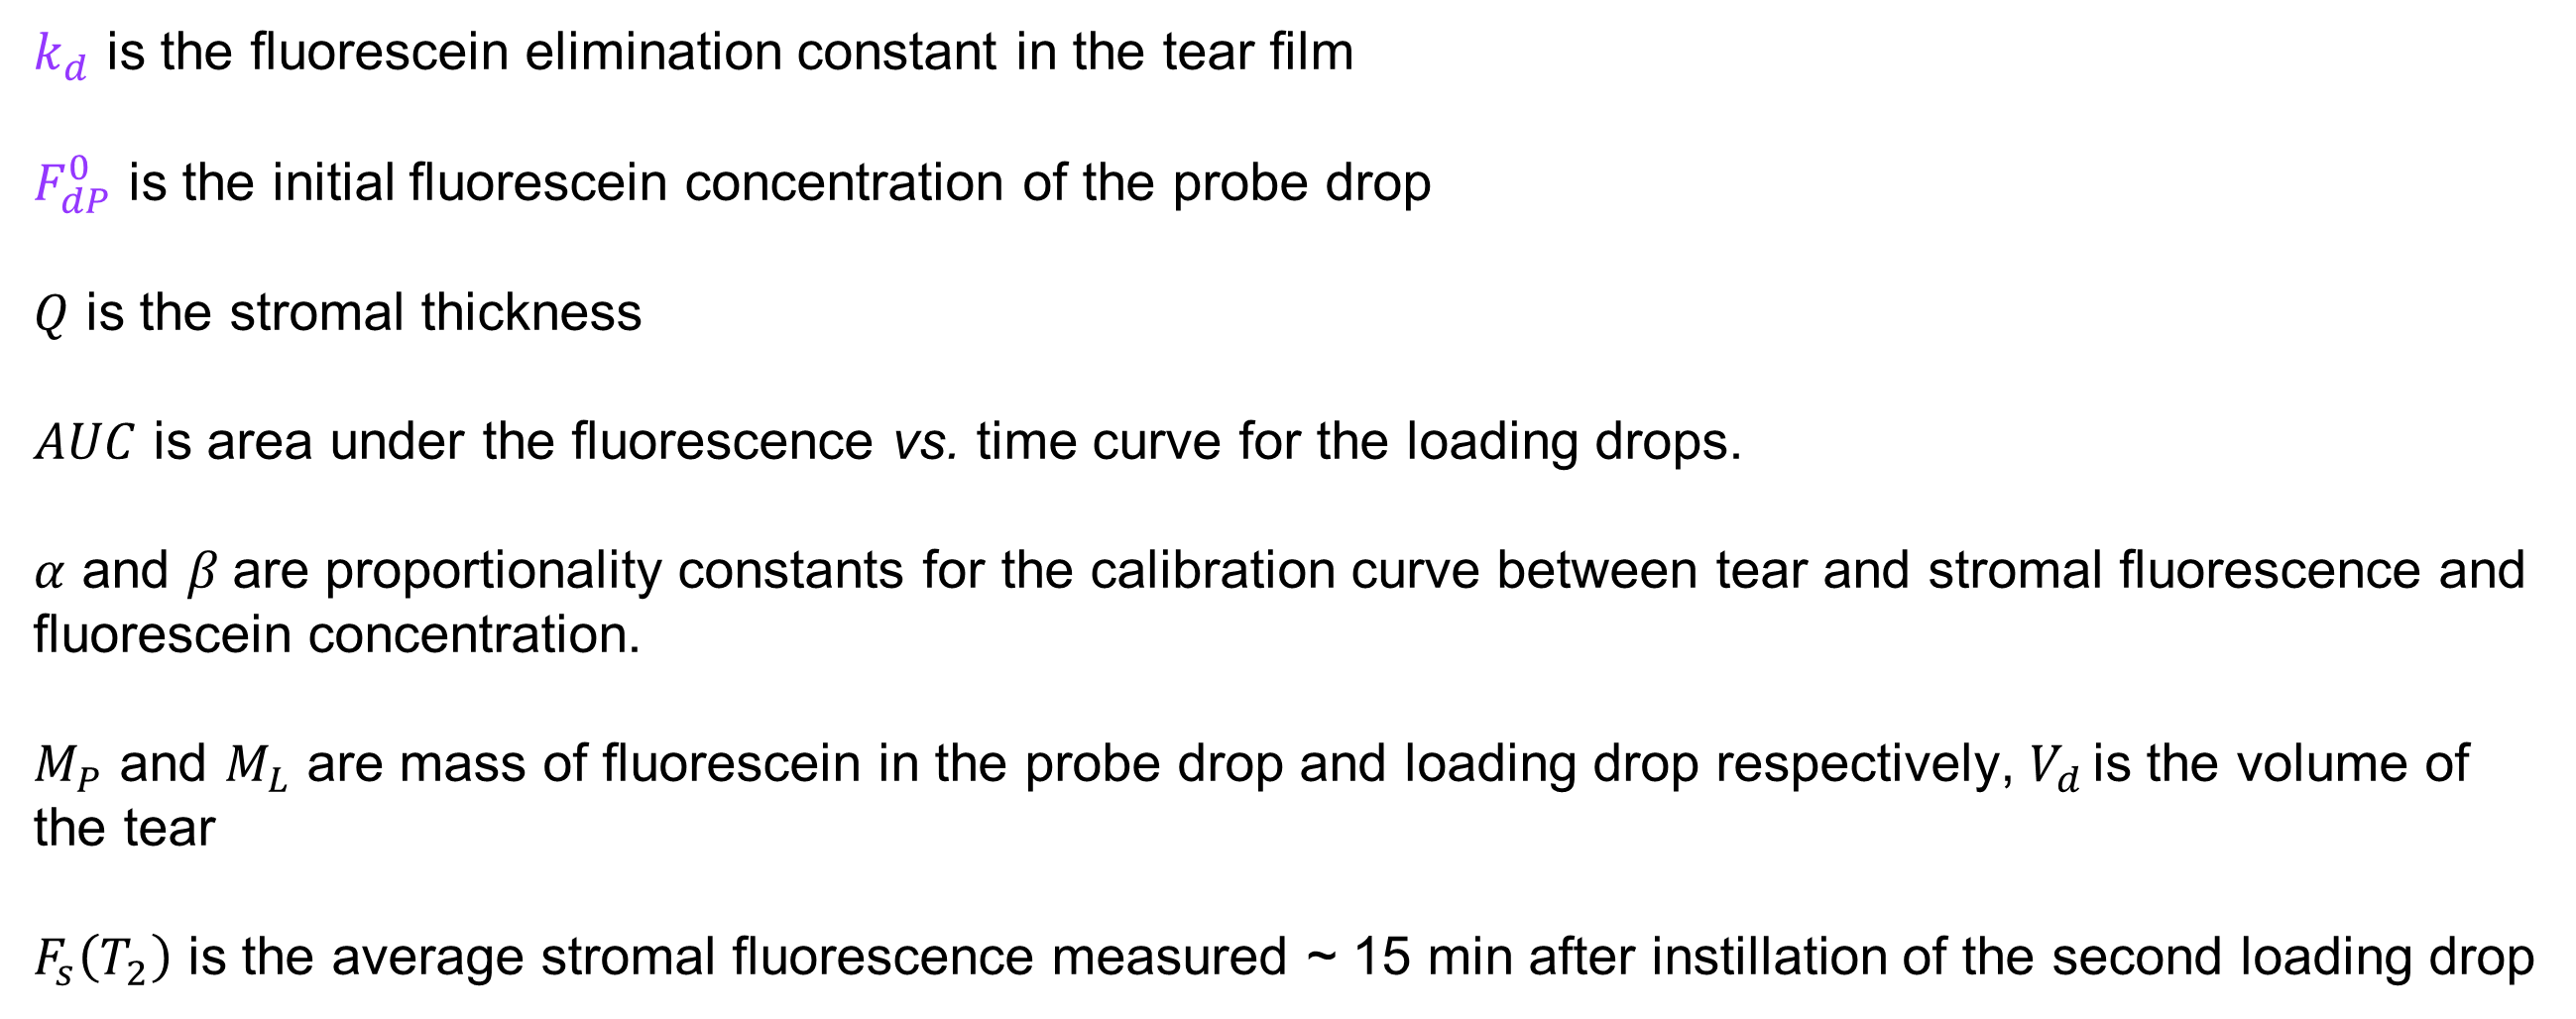 k_d is the fluorescein elimination constant in the tear film
F_{dP}^0 is the initial fluorescein concentration of the probe drop
Q is the stromal thickness
AUC is area under the fluorescence vs. time curve for the loading drops.
α and β are proportionality constants for the calibration curve between tear and stromal fluorescence and
fluorescein concentration.
M_P and M_L are mass of fluorescein in the probe drop and loading drop respectively, V_d is the volume of
the tear
F_s(T_2) is the average stromal fluorescence measured ~ 15 min after instillation of the second loading drop